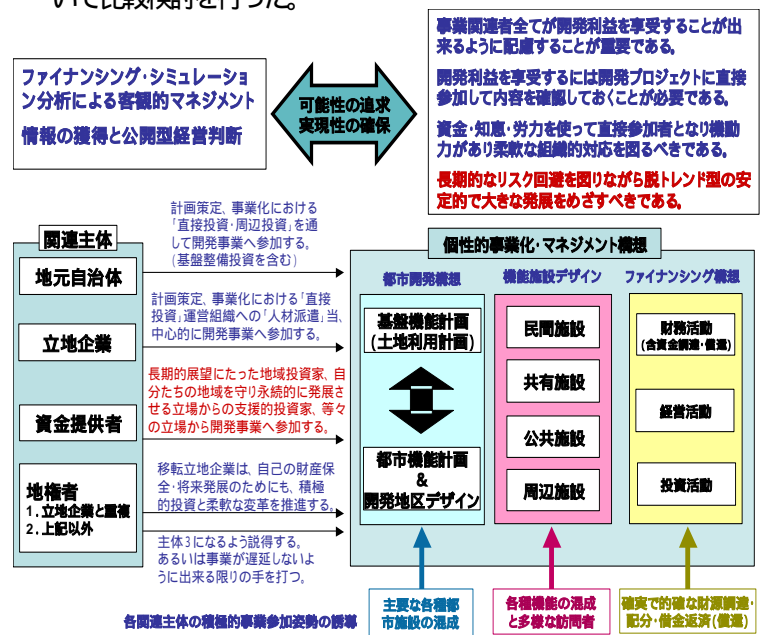 いて比較検討を行った。
事業関連者全てが開発利益を享受することが出
来るように配慮することが重要である。
開発利益を享受するには開発プロジェクトに直接
参加して内容を確認しておくことが必要である。
資金・知恵・労力を使って直接参加者となり機動
力があり柔軟な組織的対応を図るべきである。
長期的なリスク回避を図りながら脱トレンド型の安
定的で大きな発展をめざすべきである。
ファイナンシング・シミュレーショ
ン分析による客観的マネジメント
情報の獲得と公開型経営判断
可能性の追求
実現性の確保
関連主体
地元自治体
立地企業
資金提供者
地権者
1.立地企業と重複
2.上記以外
計画策定、事業化における
「直接投資・周辺投資」を通
して開発事業へ参加する。
(基盤整備投資を含む)
計画策定、事業化における「直接
投資」運営組織への「人材派遣」当、
中心的に開発事業へ参加する。
長期的展望にたった地域投資家、自
分たちの地域を守り永続的に発展さ
せる立場からの支援的投資家、等々
の立場から開発事業へ参加する。
移転立地企業は、自己の財産保
全・将来発展のためにも、積極
的投資と柔軟な変革を推進する。
主体3になるよう説得する。
あるいは事業が遅延しないよ
うに出来る限りの手を打つ。
個性的事業化・マネジメント構想
都市開発構想
基盤機能計画
(土地利用計画)
都市機能計画
&
開発地区デザイン
機能施設デザイン
民間施設
共有施設
公共施設
周辺施設
ファイナンシング構想
財務活動
(含資金調達・償還)
経営活動
投資活動
各関連主体の積極的事業参加姿勢の誘導
主要な各種都
市施設の混成
各種機能の混成
と多様な訪問者
確実で的確な財源調達・
配分・借金返済(償還)